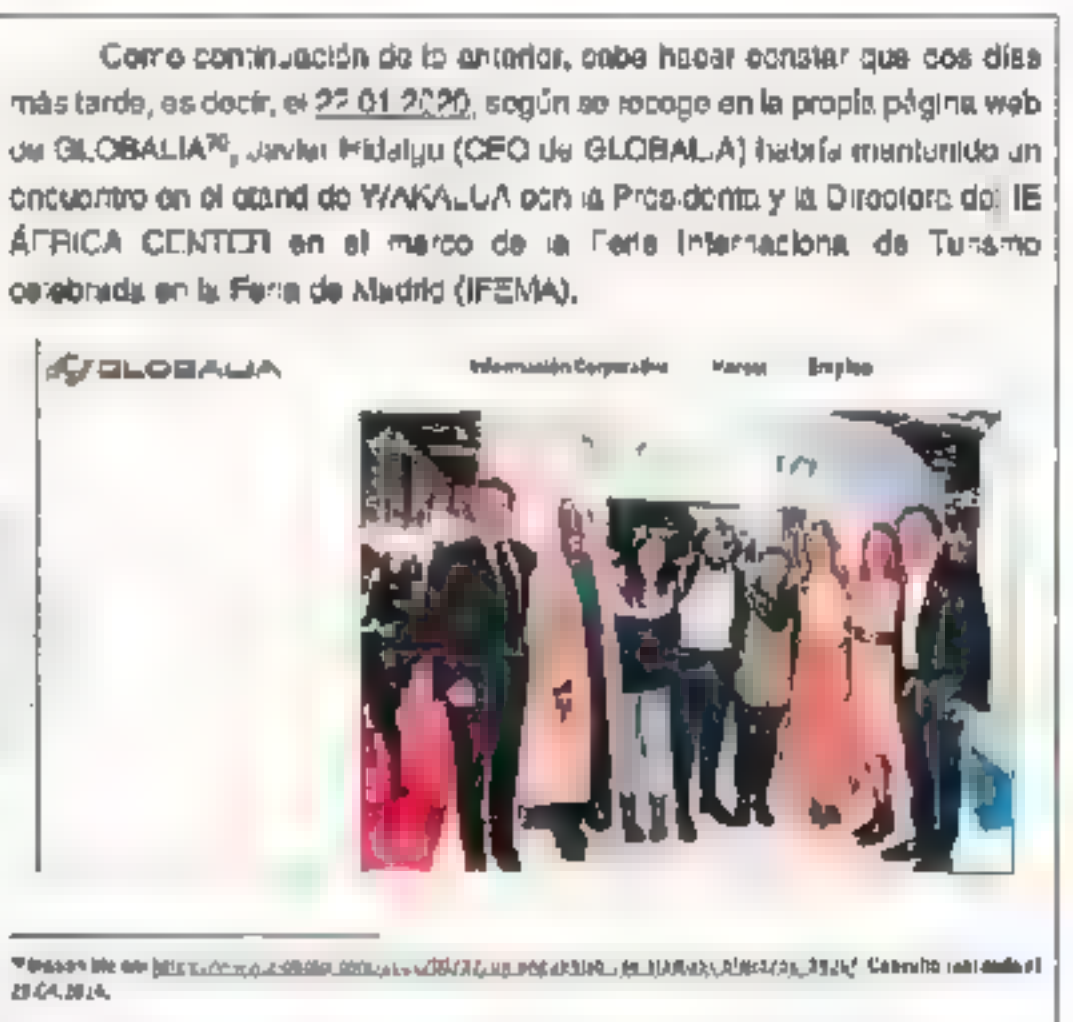 Como continuación de lo anterior, cabe hacer constar que dos días
más tarde, es decir, el 22.01.2020, según se recoge en la propia página web
de GLOBALIA⁷⁰, Javier Hidalgo (CEO de GLOBALIA) habría mantenido un
encuentro en el stand de WAKALUA con la Presidenta y la Directora del IE
ÁFRICA CENTER en el marco de la Feria Internacional de Turismo
celebrada en la Feria de Madrid (IFEMA).
GLOBALIA Información Corporativa Marcas Empleo